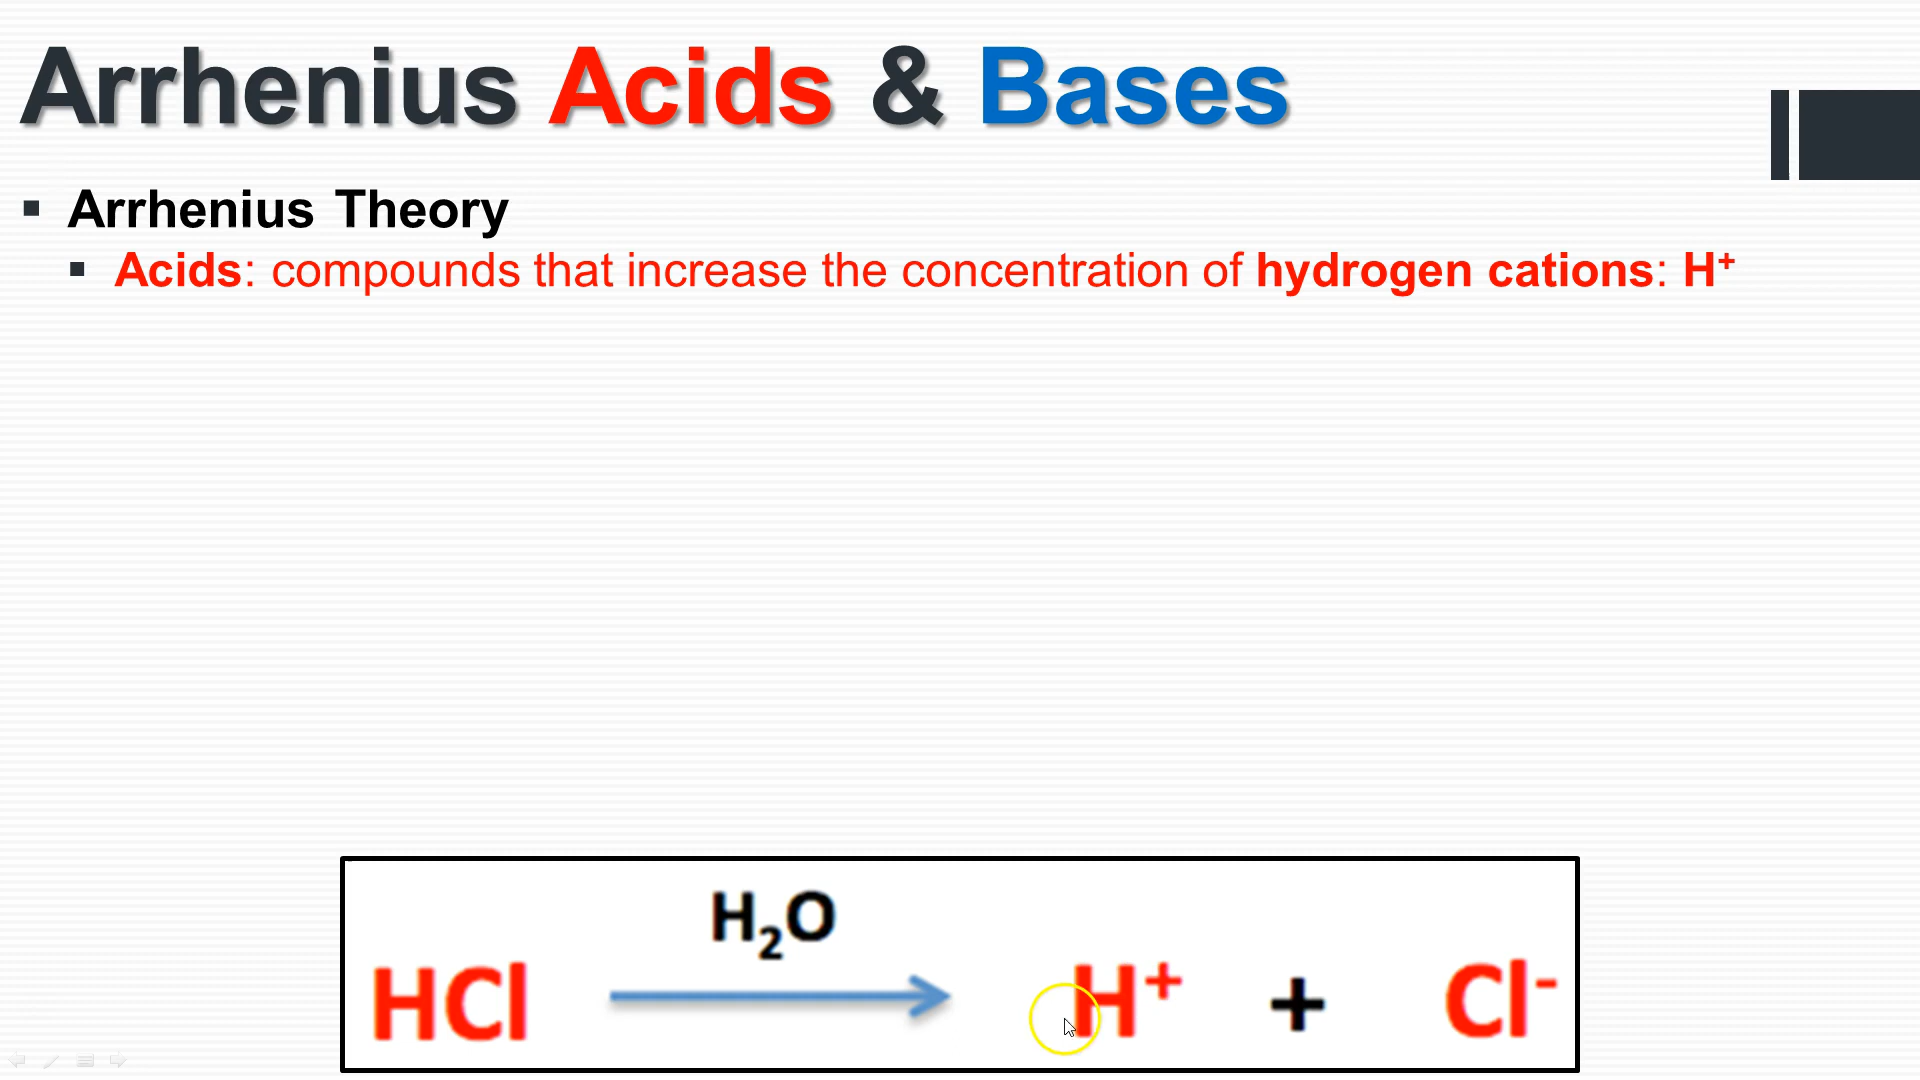 Arrhenius Acids & Bases
▪ Arrhenius Theory
▪ Acids: compounds that increase the concentration of hydrogen cations: H⁺
H₂O
HCl → H⁺ + Cl⁻